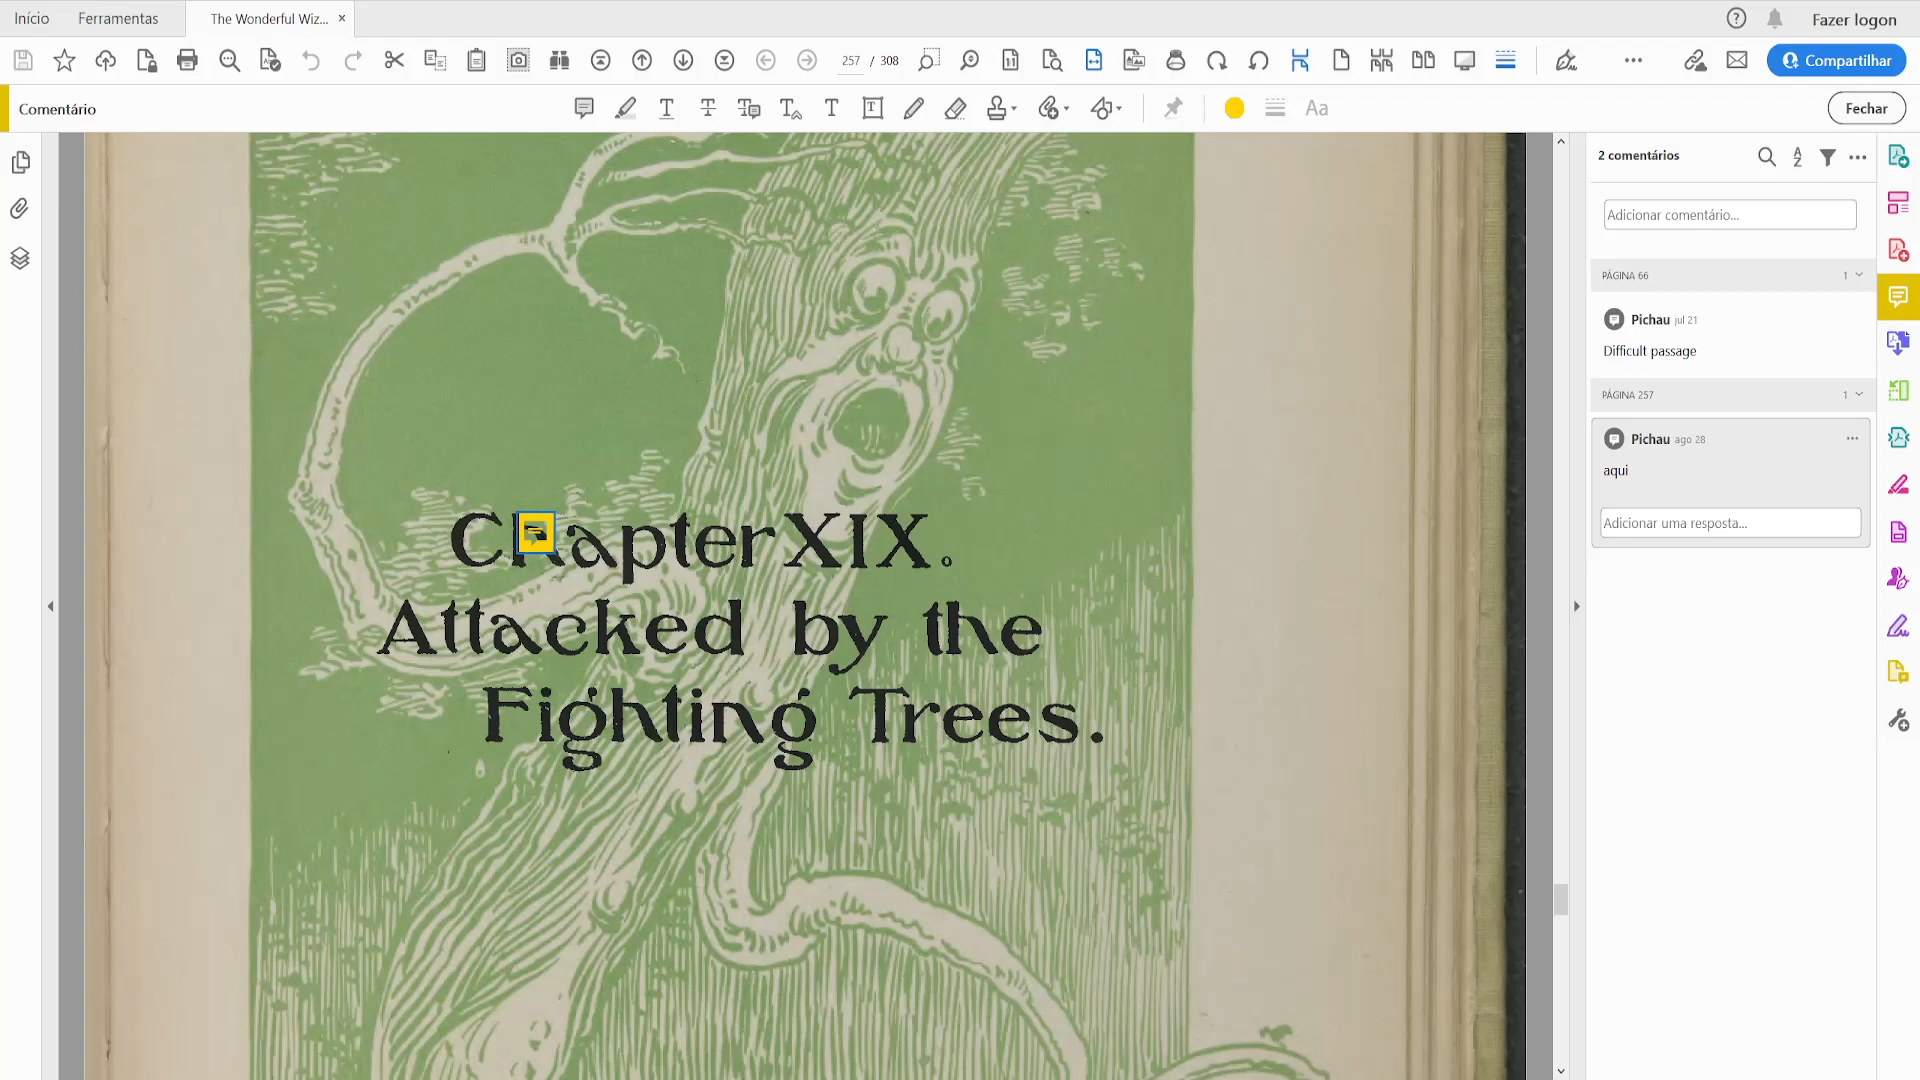 Início
Ferramentas
The Wonderful Wiz...
Fazer logon
257 / 308
Compartilhar
Comentário
Aa
Fechar
2 comentários
Adicionar comentário...
PÁGINA 66
1
Pichau jul 21
Difficult passage
PÁGINA 257
1
Pichau ago 28
aqui
Adicionar uma resposta...
Chapter XIX.
Attacked by the
Fighting Trees.